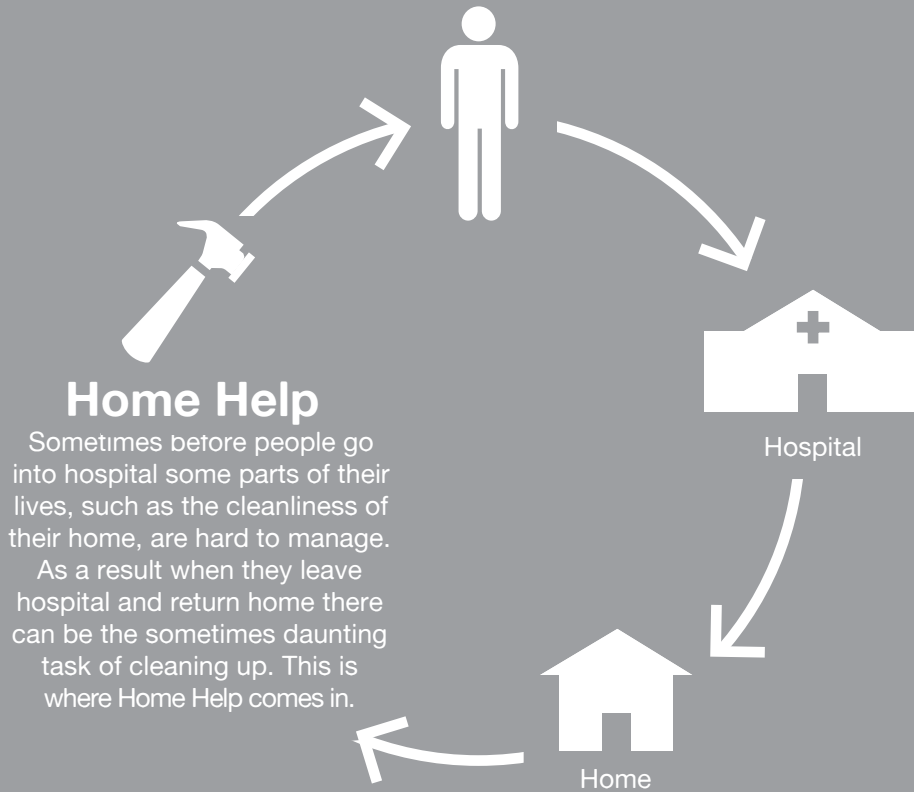 Hospital
Home Help
Sometimes before people go
into hospital some parts of their
lives, such as the cleanliness of
their home, are hard to manage.
As a result when they leave
hospital and return home there
can be the sometimes daunting
task of cleaning up. This is
where Home Help comes in.
Home